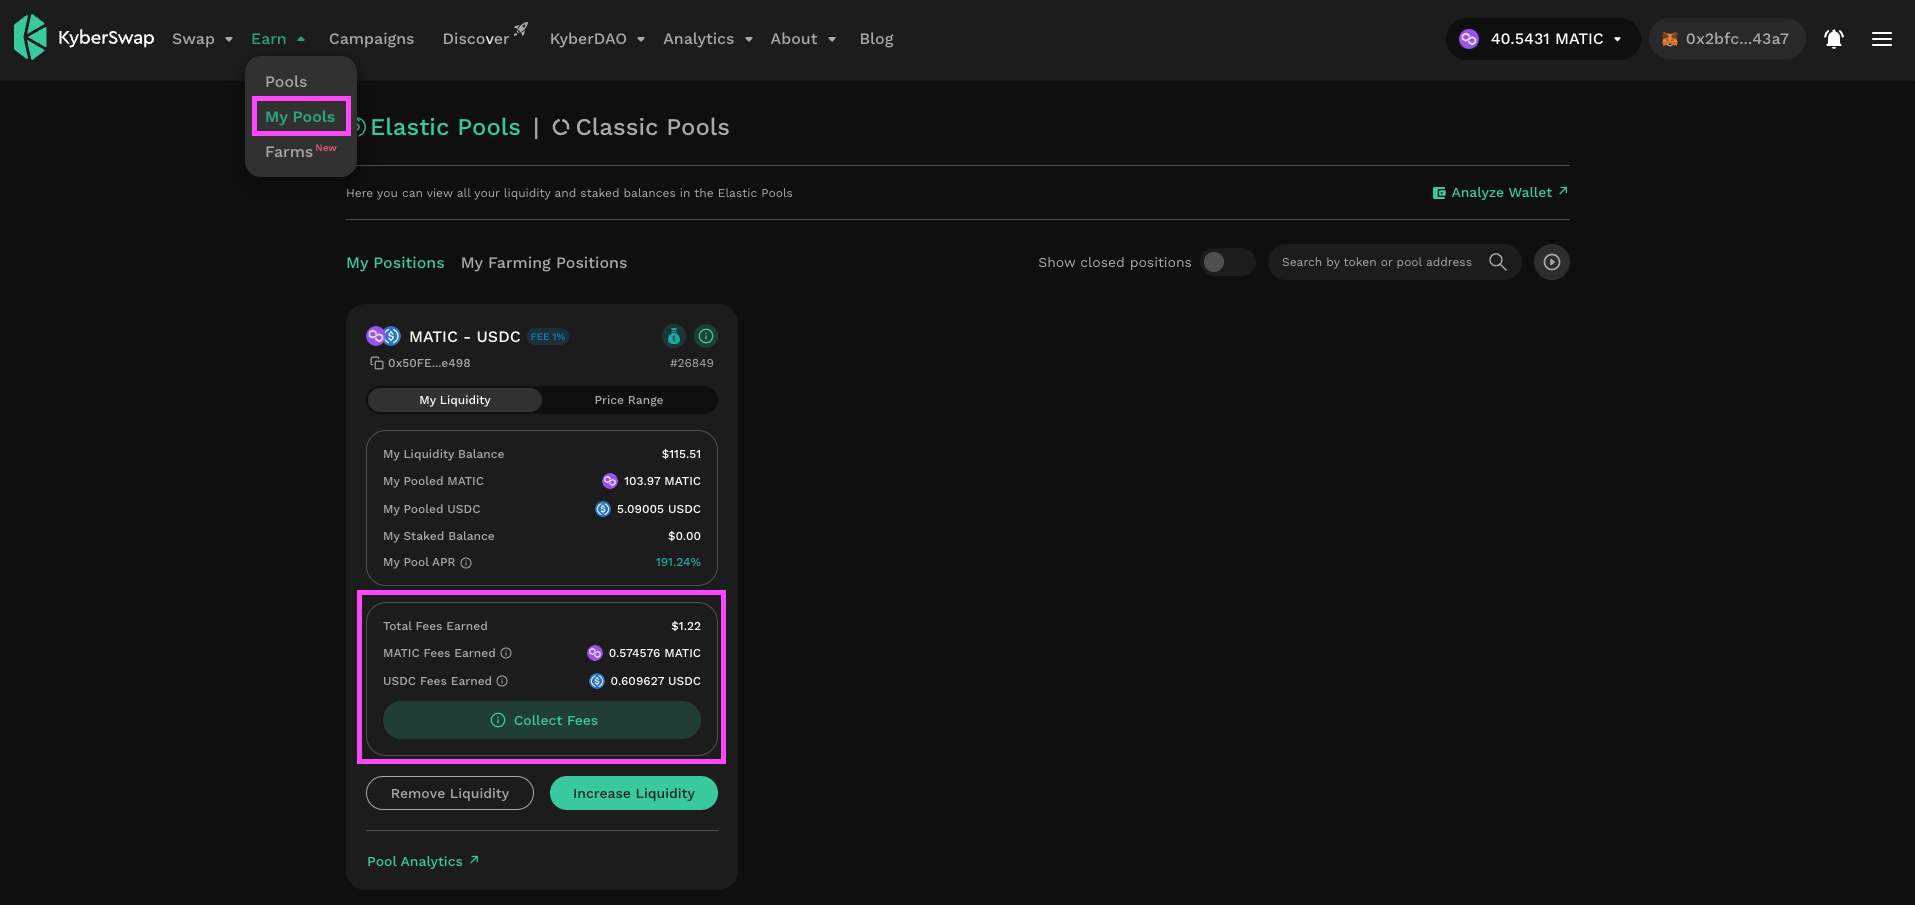 KyberSwap Swap Earn Campaigns Discover KyberDAO Analytics About Blog 40.5431 MATIC 0x2bfc...43a7
Pools
My Pools
Farms New
Elastic Pools | Classic Pools
Here you can view all your liquidity and staked balances in the Elastic Pools Analyze Wallet ↗
My Positions My Farming Positions Show closed positions Search by token or pool address
MATIC - USDC FEE 1%
0x50FE...e498 #26849
My Liquidity Price Range
My Liquidity Balance $115.51
My Pooled MATIC 103.97 MATIC
My Pooled USDC 5.09005 USDC
My Staked Balance $0.00
My Pool APR 191.24%
Total Fees Earned $1.22
MATIC Fees Earned 0.574576 MATIC
USDC Fees Earned 0.609627 USDC
Collect Fees
Remove Liquidity Increase Liquidity
Pool Analytics ↗